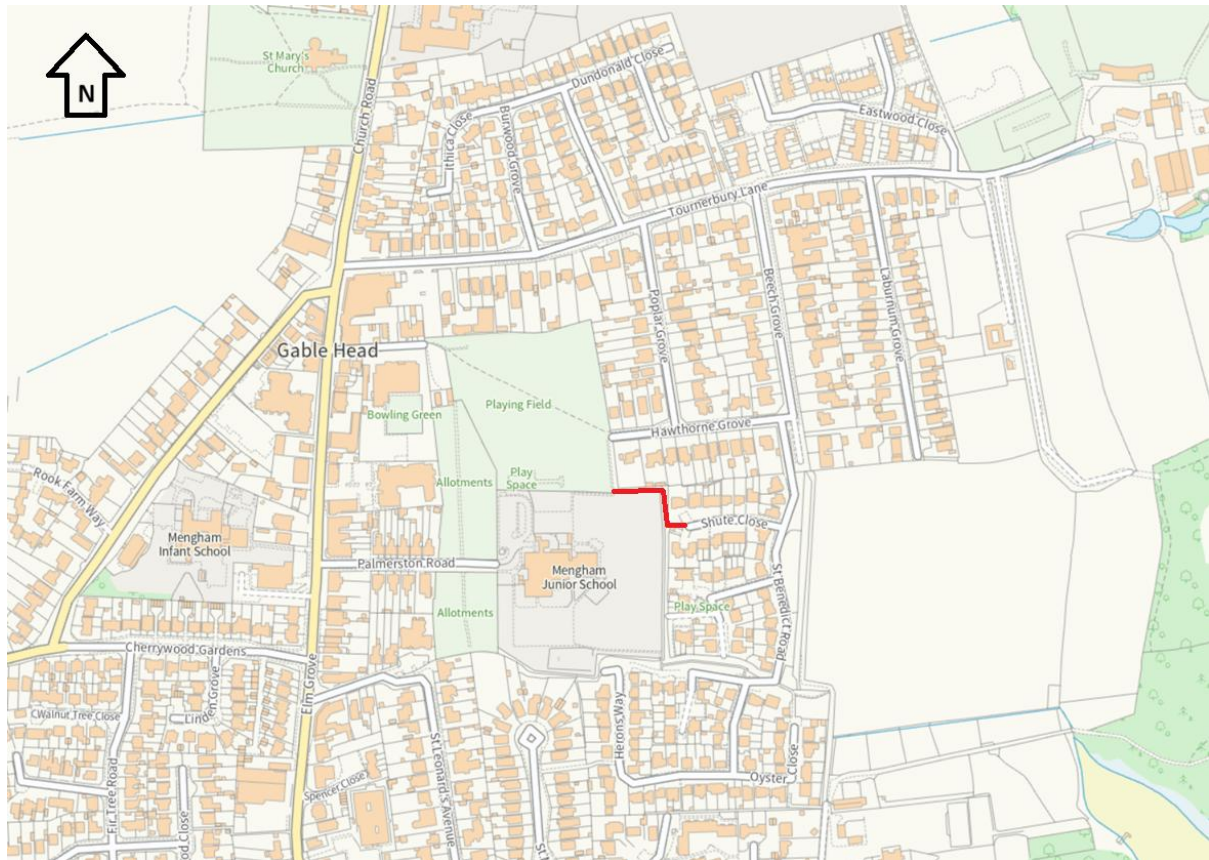 N
St Mary's
Church
Church Road
Dundonald Close
Ithica Close
Burwood Grove
Eastwood Close
Tournerbury Lane
Poplar Grove
Beech Grove
Laburnum Grove
Gable Head
Bowling Green
Playing Field
Hawthorne Grove
Play
Space
Allotments
Rook Farm Way
Shute Close
Mengham
Infant School
Palmerston Road
Mengham
Junior School
Allotments
Play Space
St Benedict Road
Cherrywood Gardens
Elm Grove
Linden Grove
CWalnut Tree Close
Fir Tree Road
Spencer Close
St Leonard's Avenue
Herons Way
Oyster Close